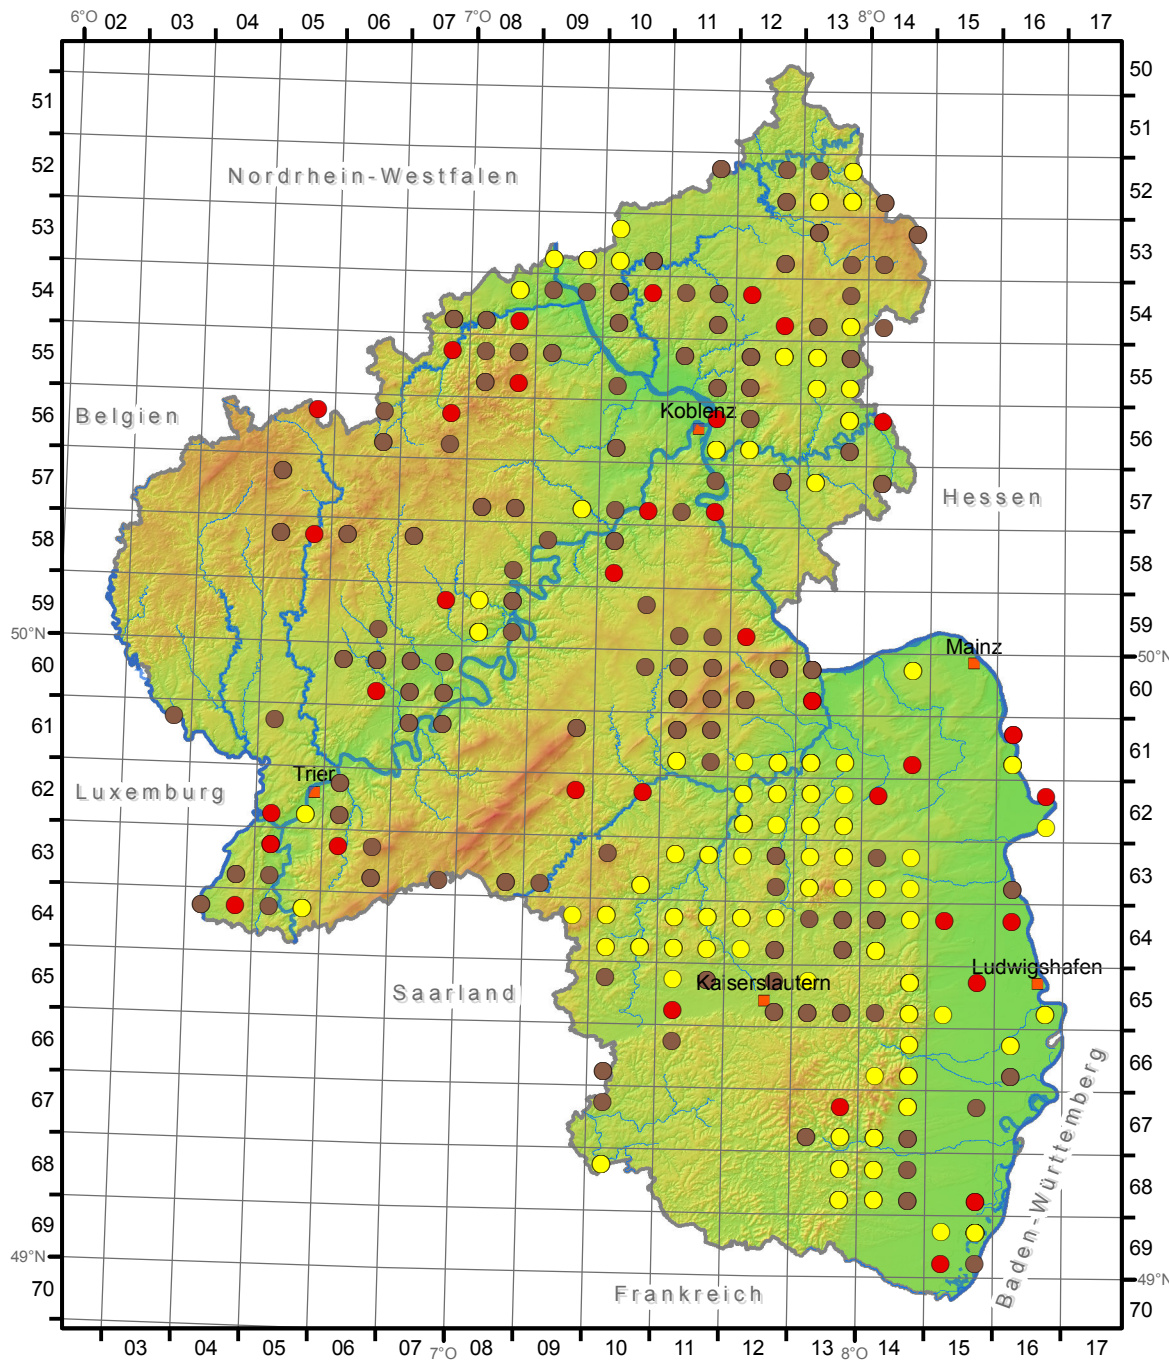 6°O 02 03 04 05 06 07 7°O 08 09 10 11 12 13 8°O 14 15 16 17
50
51
51
52
Nordrhein-Westfalen
52
53
53
54
54
55
55
Belgien
56
Koblenz
56
57
Hessen
57
58
58
59
59
50°N
Mainz
50°N
60
60
61
61
Trier
62
Luxemburg
62
63
63
64
64
Ludwigshafen
65
Saarland
Kaiserslautern
65
66
66
67
Baden-Württemberg
67
68
68
69
69
49°N
49°N
70
Frankreich
70
03 04 05 06 07 7°O 08 09 10 11 12 13 8°O 14 15 16 17